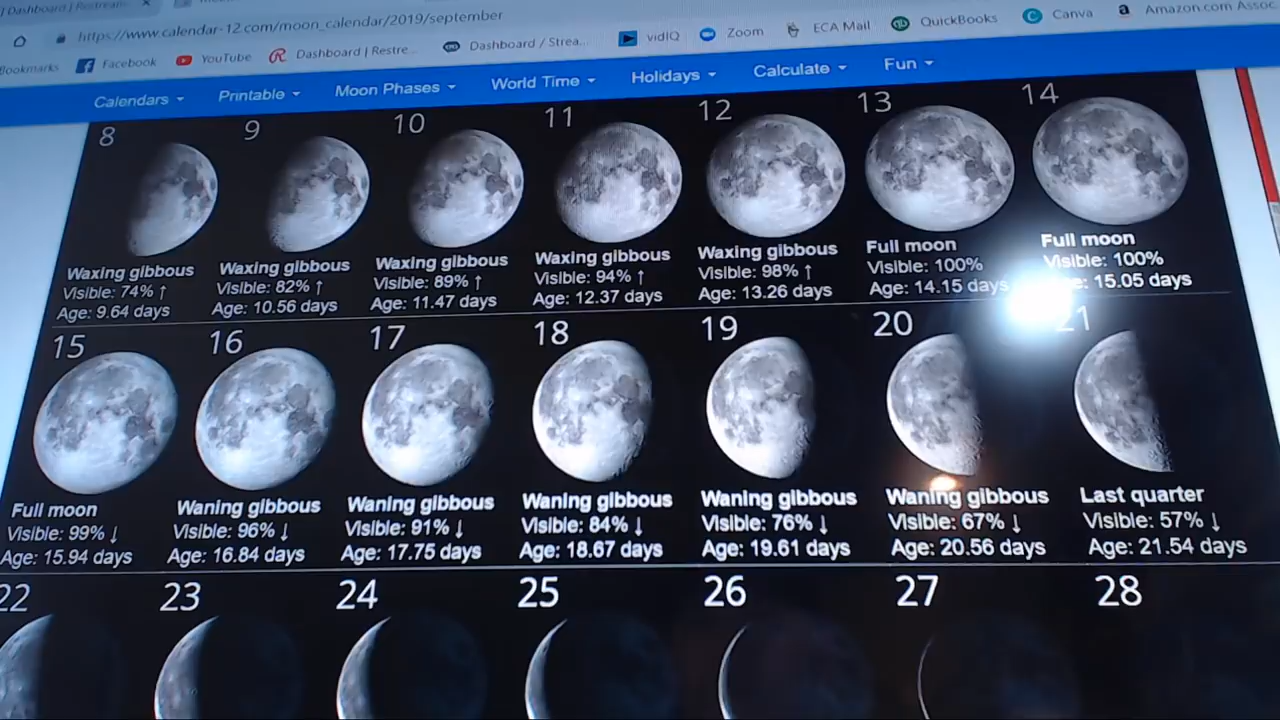 Dashboard | Restream
https://www.calendar-12.com/moon_calendar/2019/september
Bookmarks Facebook YouTube Dashboard | Restre... Dashboard / Strea... vidIQ Zoom ECA Mail QuickBooks Canva Amazon.com Assoc
Calendars Printable Moon Phases World Time Holidays Calculate Fun
8 9 10 11 12 13 14
Waxing gibbous Waxing gibbous Waxing gibbous Waxing gibbous Waxing gibbous Full moon Full moon
Visible: 74% ↑ Visible: 82% ↑ Visible: 89% ↑ Visible: 94% ↑ Visible: 98% ↑ Visible: 100% Visible: 100%
Age: 9.64 days Age: 10.56 days Age: 11.47 days Age: 12.37 days Age: 13.26 days Age: 14.15 days 15.05 days
15 16 17 18 19 20 21
Full moon Waning gibbous Waning gibbous Waning gibbous Waning gibbous Waning gibbous Last quarter
Visible: 99% ↓ Visible: 96% ↓ Visible: 91% ↓ Visible: 84% ↓ Visible: 76% ↓ Visible: 67% ↓ Visible: 57% ↓
Age: 15.94 days Age: 16.84 days Age: 17.75 days Age: 18.67 days Age: 19.61 days Age: 20.56 days Age: 21.54 days
22 23 24 25 26 27 28